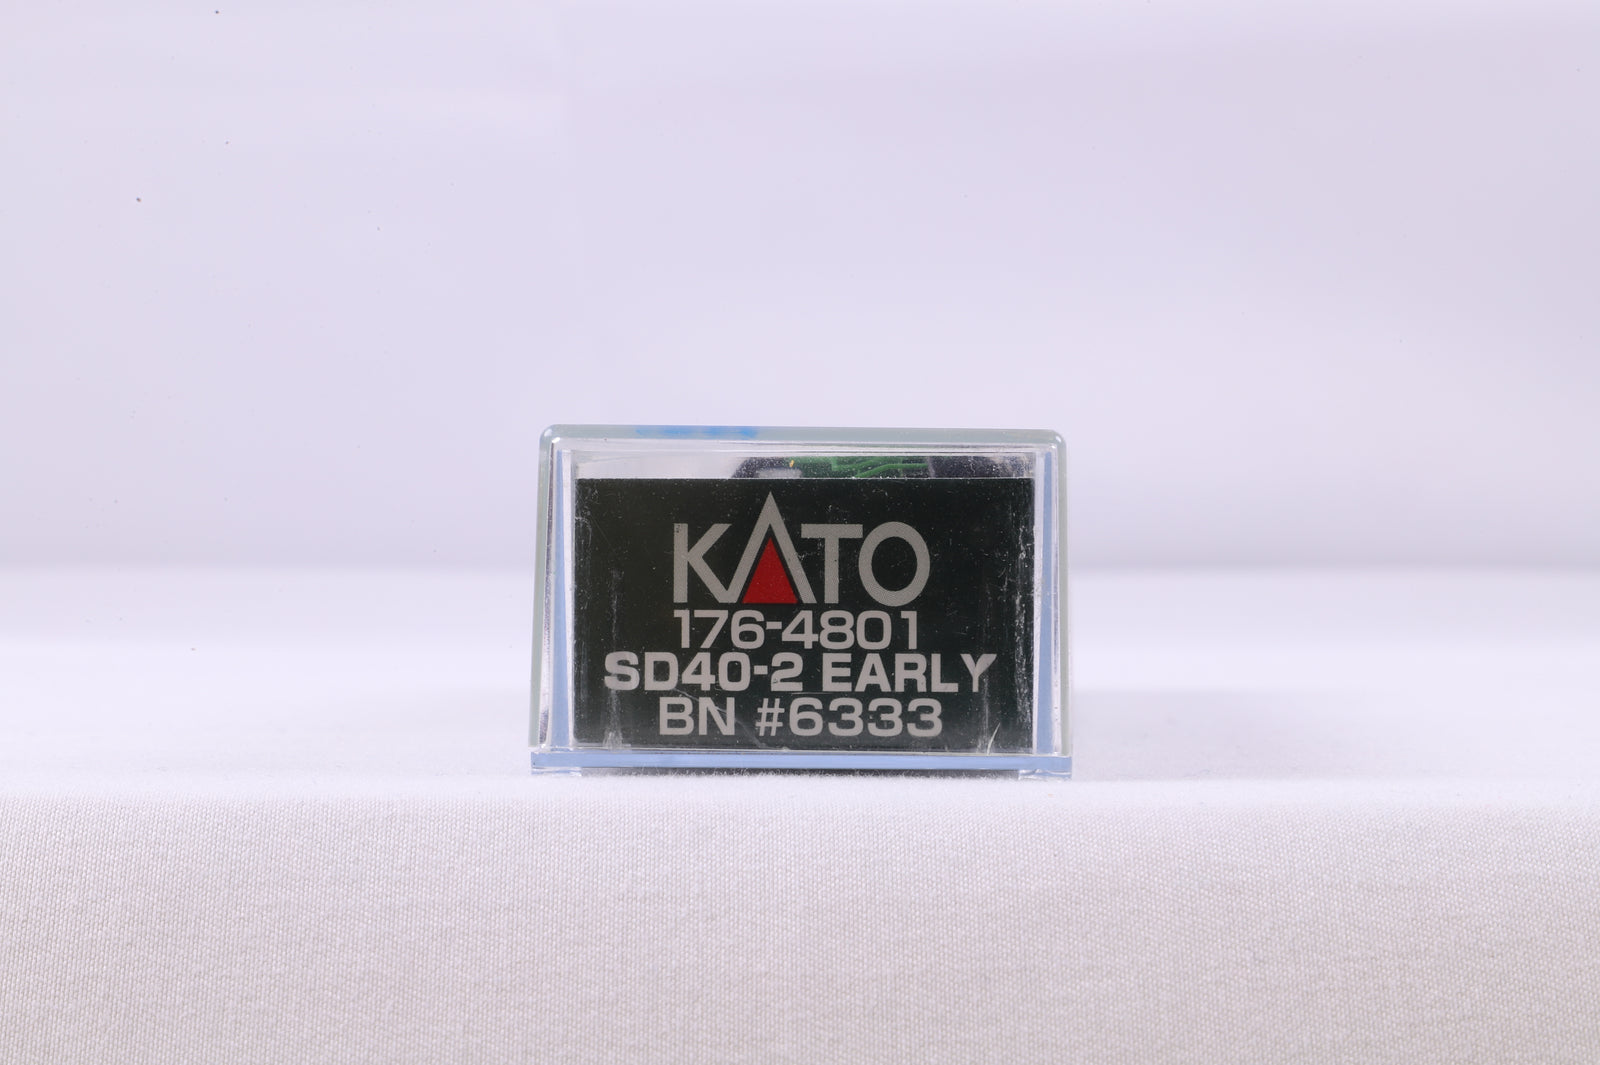 KATO
176-4801
SD40-2 EARLY
BN #6333